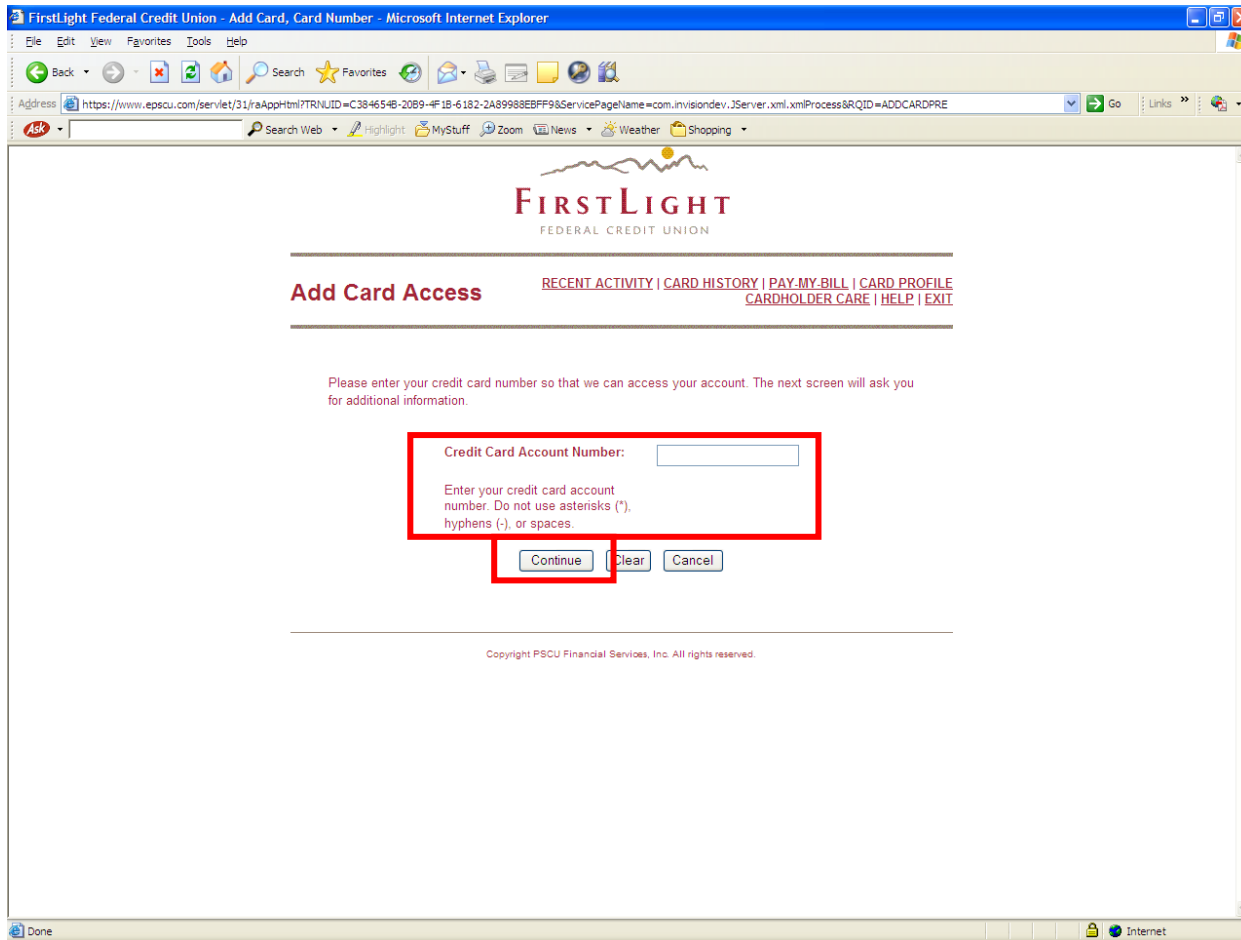 FirstLight Federal Credit Union - Add Card, Card Number - Microsoft Internet Explorer
File Edit View Favorites Tools Help
Back Search Favorites
Address https://www.epscu.com/servlet/31/raAppHtml?TRNUID=C384654B-20B9-4F1B-6182-2A89988EBFF9&ServicePageName=com.invisiondev.JServer.xml.xmlProcess&RQID=ADDCARDPRE Go Links »
Ask Search Web Highlight MyStuff Zoom News Weather Shopping
FIRSTLIGHT
FEDERAL CREDIT UNION
Add Card Access
RECENT ACTIVITY | CARD HISTORY | PAY-MY-BILL | CARD PROFILE
CARDHOLDER CARE | HELP | EXIT
Please enter your credit card number so that we can access your account. The next screen will ask you
for additional information.
Credit Card Account Number:
Enter your credit card account
number. Do not use asterisks (*),
hyphens (-), or spaces.
Continue Clear Cancel
Copyright PSCU Financial Services, Inc. All rights reserved.
Done Internet